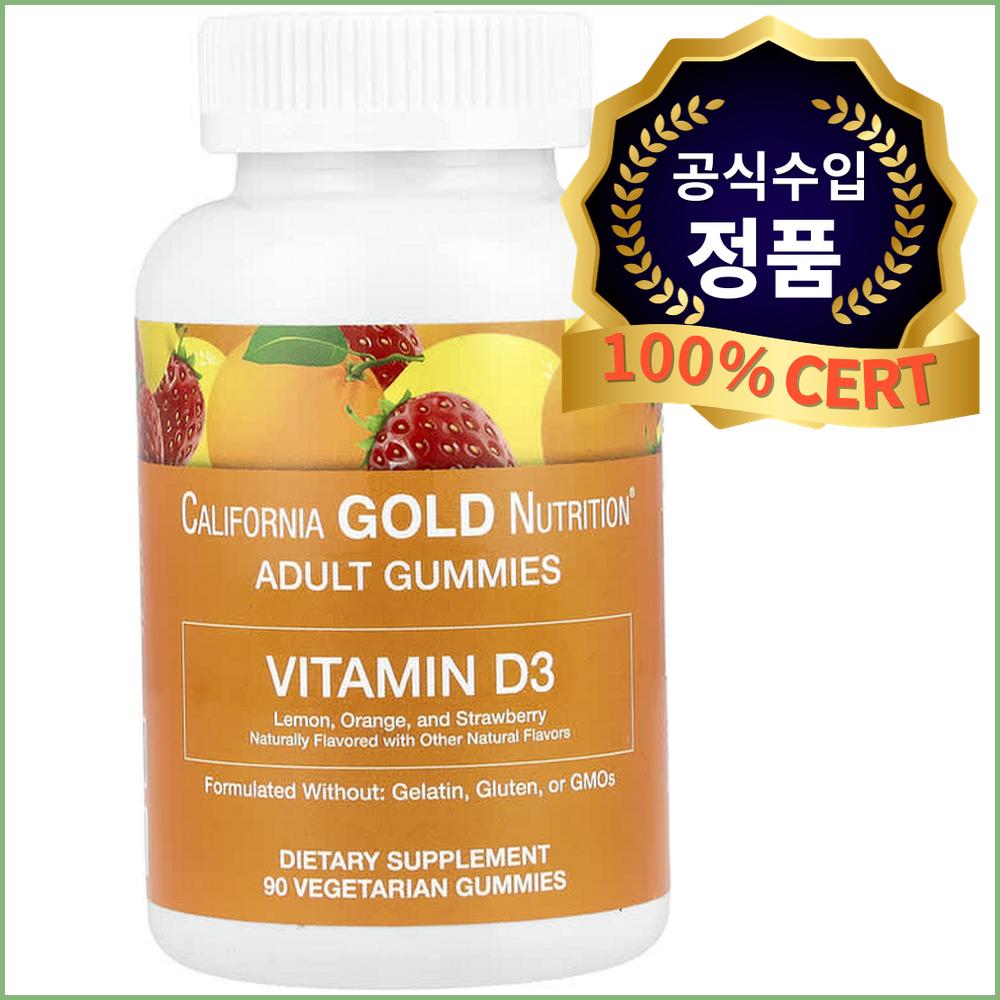 공식수입
정품
100% CERT
CALIFORNIA GOLD NUTRITION®
ADULT GUMMIES
VITAMIN D3
Lemon, Orange, and Strawberry
Naturally Flavored with Other Natural Flavors
Formulated Without: Gelatin, Gluten, or GMOs
DIETARY SUPPLEMENT
90 VEGETARIAN GUMMIES